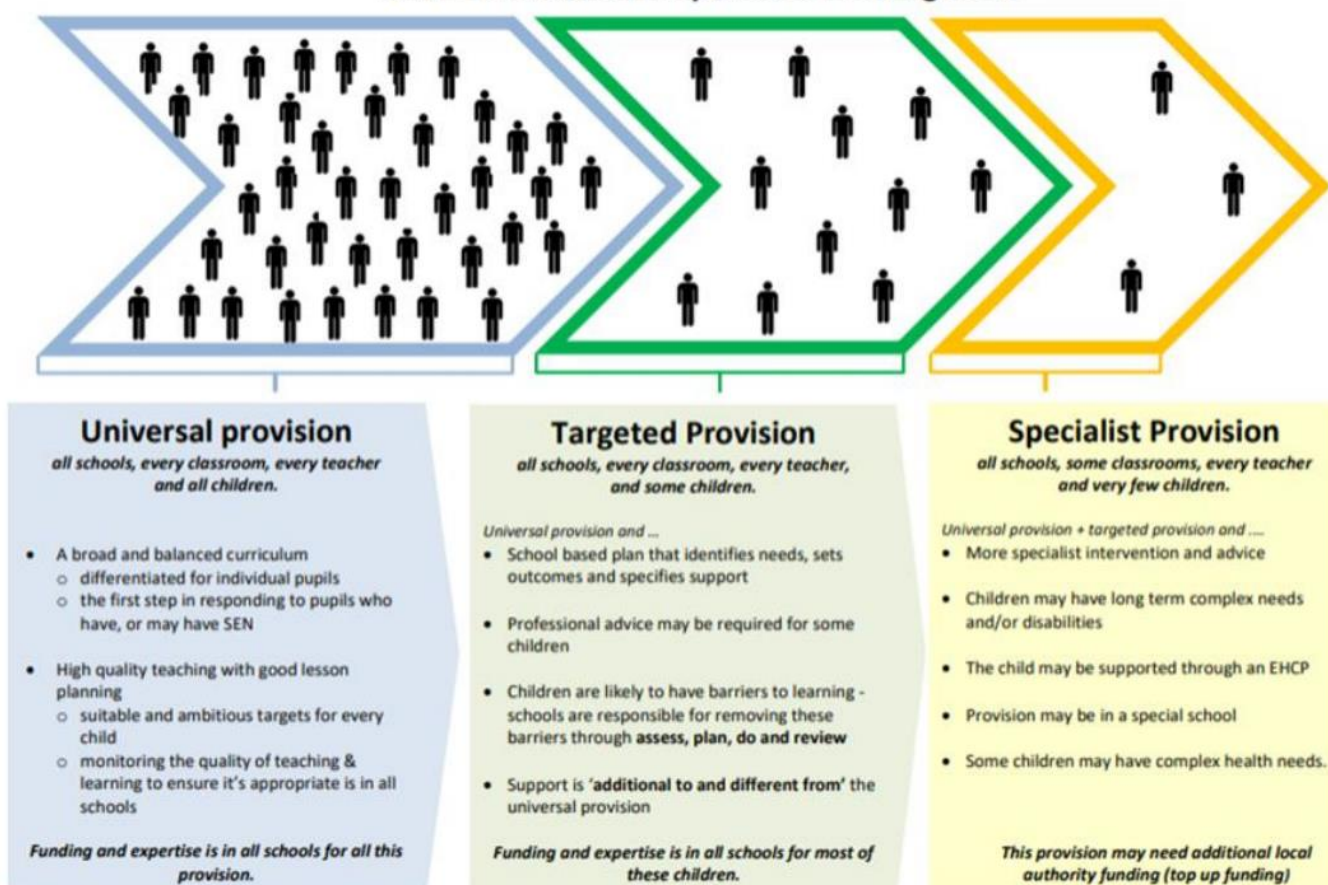 Universal provision
all schools, every classroom, every teacher
and all children.
• A broad and balanced curriculum
o differentiated for individual pupils
o the first step in responding to pupils who
have, or may have SEN
• High quality teaching with good lesson
planning
o suitable and ambitious targets for every
child
o monitoring the quality of teaching &
learning to ensure it's appropriate is in all
schools
Funding and expertise is in all schools for all this
provision.
Targeted Provision
all schools, every classroom, every teacher,
and some children.
Universal provision and ...
• School based plan that identifies needs, sets
outcomes and specifies support
• Professional advice may be required for some
children
• Children are likely to have barriers to learning -
schools are responsible for removing these
barriers through assess, plan, do and review
• Support is 'additional to and different from' the
universal provision
Funding and expertise is in all schools for most of
these children.
Specialist Provision
all schools, some classrooms, every teacher
and very few children.
Universal provision + targeted provision and ....
• More specialist intervention and advice
• Children may have long term complex needs
and/or disabilities
• The child may be supported through an EHCP
• Provision may be in a special school
• Some children may have complex health needs.
This provision may need additional local
authority funding (top up funding)